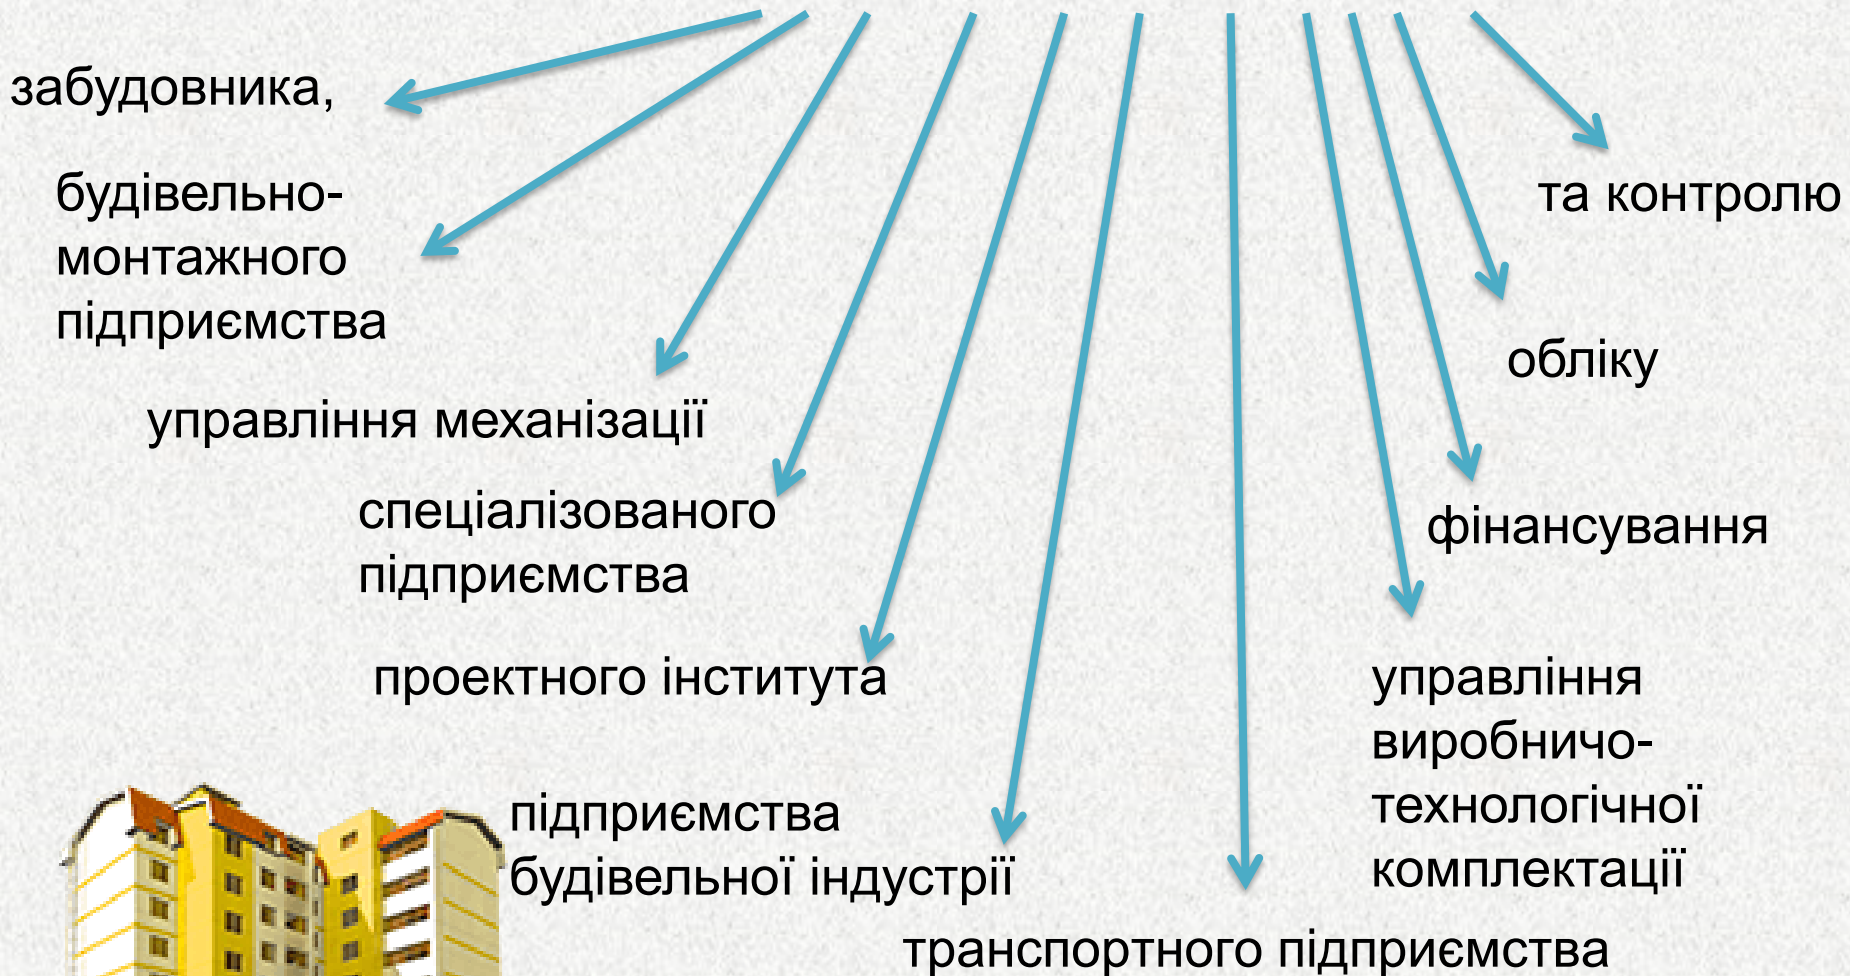 забудовника,
будівельно-
монтажного
підприємства
управління механізації
спеціалізованого
підприємства
проектного інститута
підприємства
будівельної індустрії
транспортного підприємства
управління
виробничо-
технологічної
комплектації
фінансування
обліку
та контролю